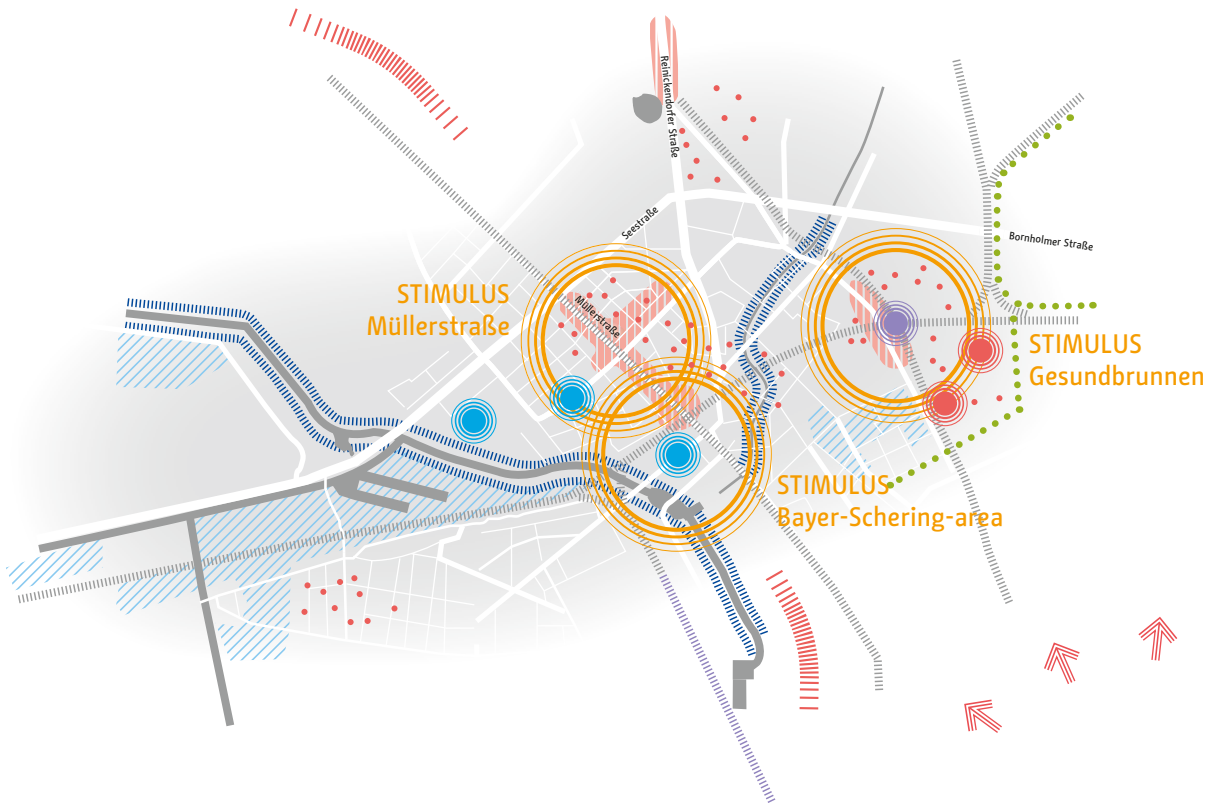 Reinickendorfer Straße
Seestraße
Bornholmer Straße
STIMULUS
Müllerstraße
Müllerstraße
STIMULUS
Gesundbrunnen
STIMULUS
Bayer-Schering-area